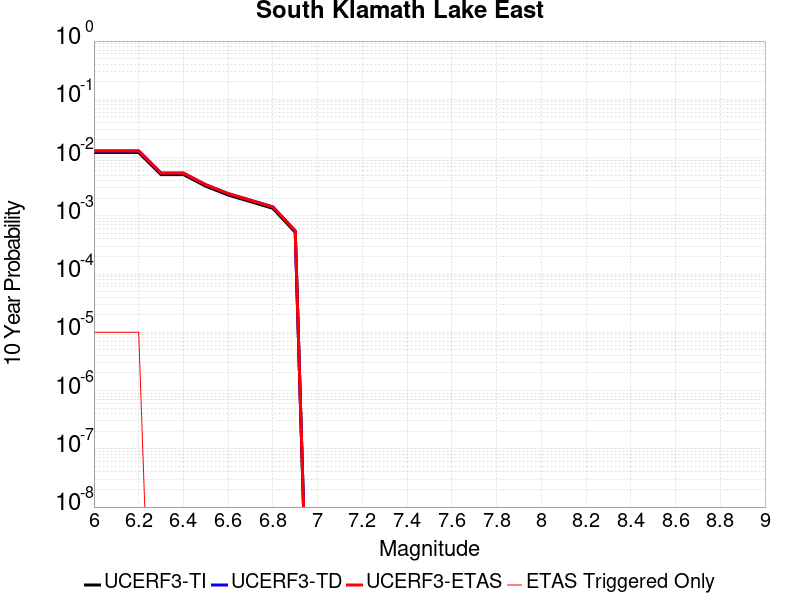 South Klamath Lake East
10 0
10 -1
10 -2
10 -3
10 -4
10 -5
10 -6
10 -7
10 -8
10 Year Probability
6 6.2 6.4 6.6 6.8 7 7.2 7.4 7.6 7.8 8 8.2 8.4 8.6 8.8 9
Magnitude
UCERF3-TI UCERF3-TD UCERF3-ETAS ETAS Triggered Only